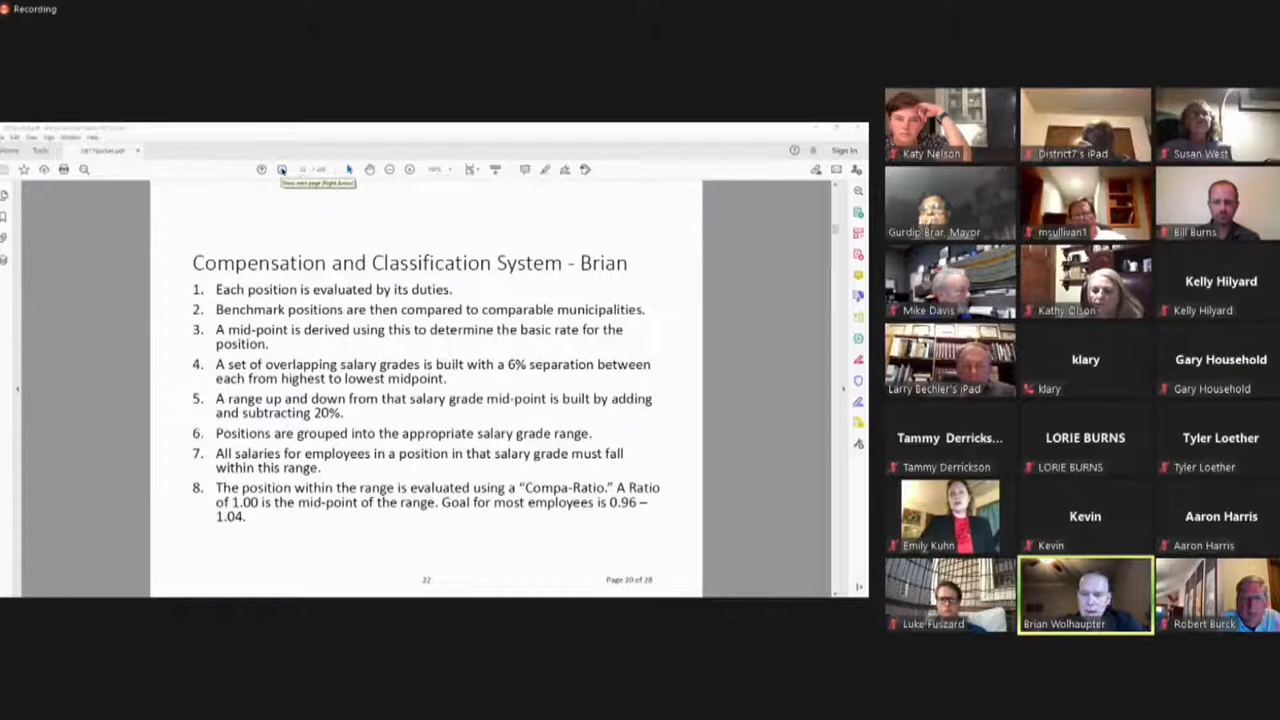 Recording
Home
Tools
Sign In
Show next page (Right Arrow)
Compensation and Classification System - Brian
1. Each position is evaluated by its duties.
2. Benchmark positions are then compared to comparable municipalities.
3. A mid-point is derived using this to determine the basic rate for the
position.
4. A set of overlapping salary grades is built with a 6% separation between
each from highest to lowest midpoint.
5. A range up and down from that salary grade mid-point is built by adding
and subtracting 20%.
6. Positions are grouped into the appropriate salary grade range.
7. All salaries for employees in a position in that salary grade must fall
within this range.
8. The position within the range is evaluated using a “Compa-Ratio.” A Ratio
of 1.00 is the mid-point of the range. Goal for most employees is 0.96 –
1.04.
22
Page 20 of 28
Katy Nelson
District7's iPad
Susan West
Gurdip Brar, Mayor
msullivan1
Bill Burns
Mike Davis
Kathy Olson
Kelly Hilyard
Kelly Hilyard
Larry Bechler's iPad
klary
klary
Gary Household
Gary Household
Tammy Derricks...
Tammy Derrickson
LORIE BURNS
LORIE BURNS
Tyler Loether
Tyler Loether
Emily Kuhn
Kevin
Kevin
Aaron Harris
Aaron Harris
Luke Fuszard
Brian Wolhaupter
Robert Burck